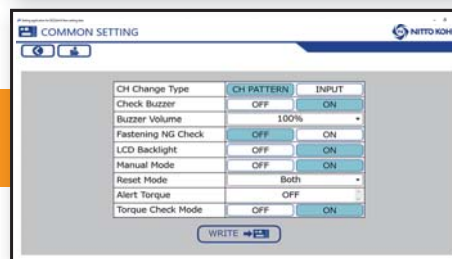 COMMON SETTING
NITTO KOH
CH Change Type CH PATTERN INPUT
Check Buzzer OFF ON
Buzzer Volume 100%
Fastening NG Check OFF ON
LCD Backlight OFF ON
Manual Mode OFF ON
Reset Mode Both
Alert Torque OFF
Torque Check Mode OFF ON
WRITE